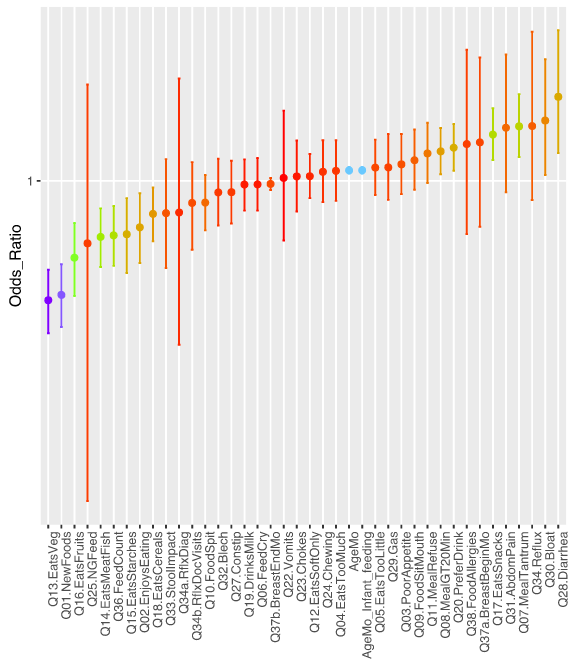 Odds_Ratio
1
Q13.EatsVeg
Q01.NewFoods
Q16.EatsFruits
Q25.NGFeed
Q14.EatsMeatFish
Q36.FeedCount
Q15.EatsStarches
Q02.EnjoysEating
Q18.EatsCereals
Q33.StoolImpact
Q34a.RflxDiag
Q34b.RflxDocVisits
Q10.FoodSpit
Q32.Blech
Q27.Constip
Q19.DrinksMilk
Q06.FeedCry
Q37b.BreastEndMo
Q22.Vomits
Q23.Chokes
Q12.EatsSoftOnly
Q24.Chewing
Q04.EatsTooMuch
AgeMo
AgeMo_Infant_feeding
Q05.EatsTooLittle
Q29.Gas
Q03.PoorAppetite
Q09.FoodSitMouth
Q11.MealRefuse
Q08.MealGT20Min
Q20.PreferDrink
Q38.FoodAllergies
Q37a.BreastBeginMo
Q17.EatsSnacks
Q31.AbdomPain
Q07.MealTantrum
Q34.Reflux
Q30.Bloat
Q28.Diarrhea